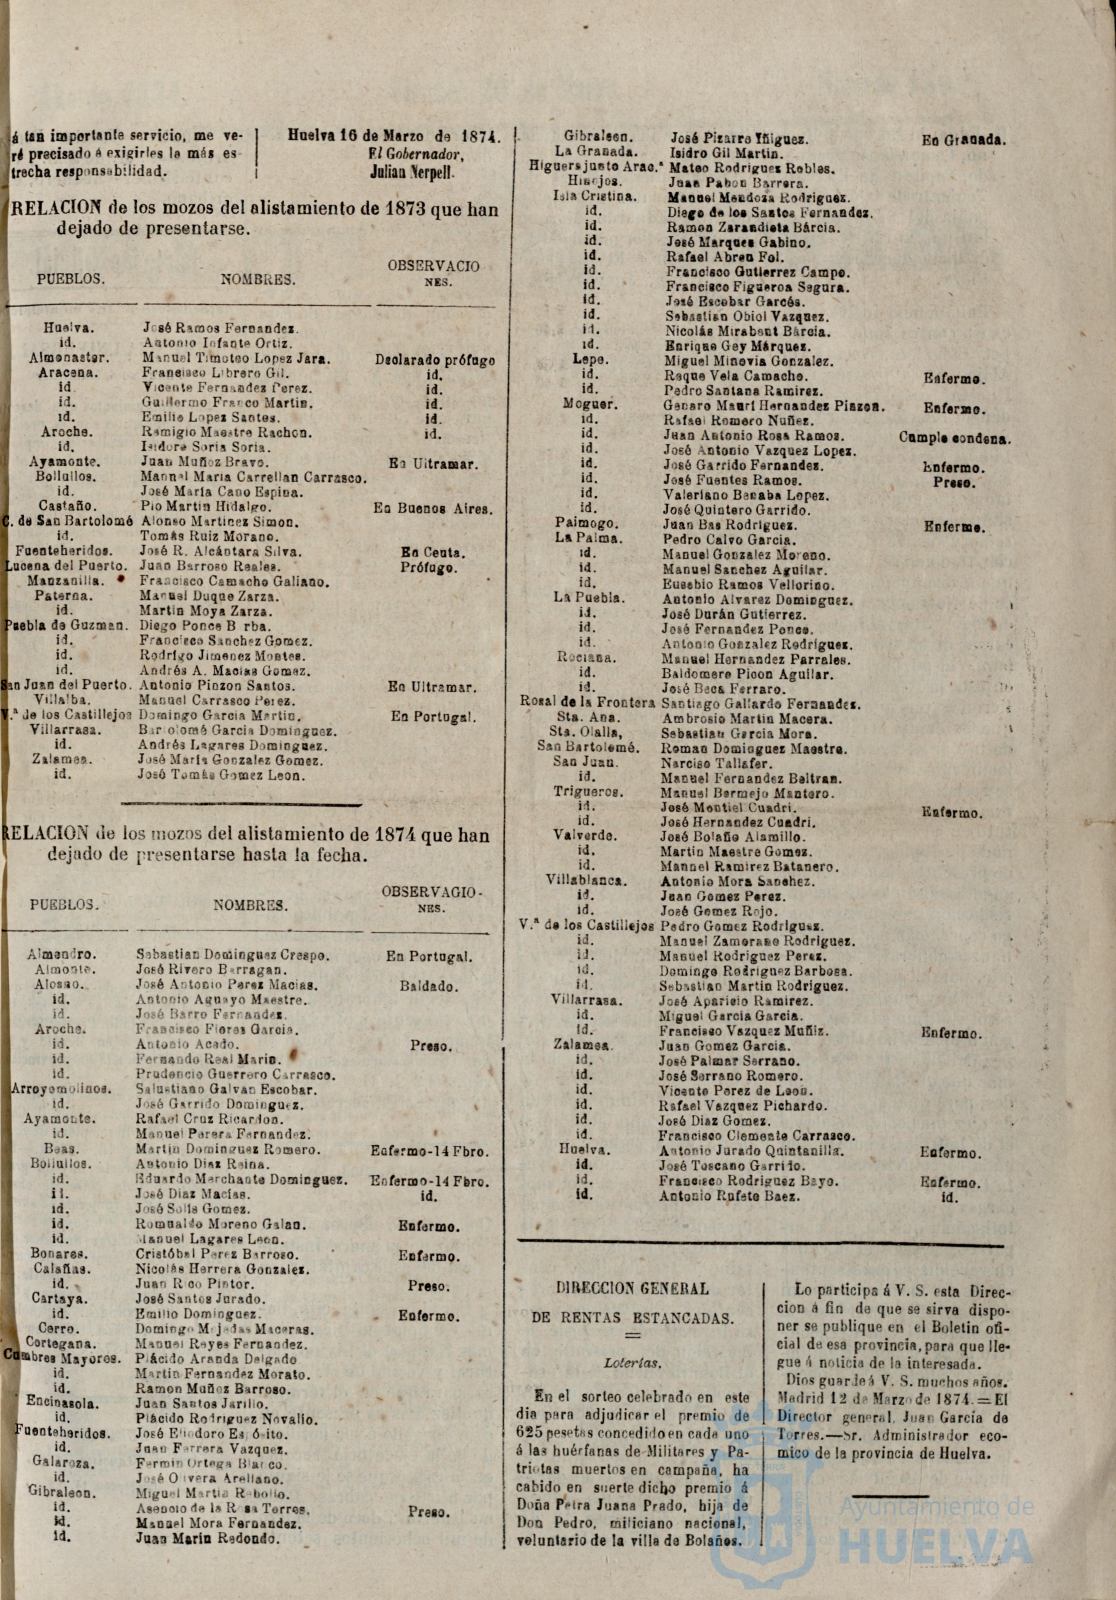 á tan importante servicio, me ve-
ré precisado á exigirles la más es-
trecha responsabilidad.
Huelva 16 de Marzo de 1874.
El Gobernador,
Julian Nerpell.
RELACION de los mozos del alistamiento de 1873 que han
dejado de presentarse.
PUEBLOS. NOMBRES. OBSERVACIO
NES.
Huelva. José Ramos Fernandez.
id. Antonio Infante Ortiz.
Almonaster. Manuel Timoteo Lopez Jara. Declarado prófugo
Aracena. Francisco Librero Gil. id.
id Vicente Fernandez Perez. id.
id. Guillermo Franco Martin. id.
id. Emilio Lopez Santos. id.
Aroche. Remigio Maestre Rachon. id.
id. Isidoro Soria Soria.
Ayamonte. Juan Muñoz Bravo. En Ultramar.
Bollullos. Mannel Maria Carrellan Carrasco.
id. José Maria Cano Espina.
Castaño. Pio Martin Hidalgo. En Buenos Aires.
C. de San Bartolomé Alonso Martinez Simon.
id. Tomás Ruiz Morano.
Fuenteheridos. José R. Alcántara Silva. En Ceuta.
Lucena del Puerto. Juan Barroso Reales. Prófugo.
Manzanilla. Francisco Camacho Galiano.
Paterna. Manuel Duque Zarza.
id. Martin Moya Zarza.
Puebla de Guzman. Diego Ponce B rba.
id. Francisco Sanchez Gomez.
id. Rodrigo Jimenez Montes.
id. Andrés A. Macias Gomez.
San Juan del Puerto. Antonio Pinzon Santos. En Ultramar.
Villalba. Manuel Carrasco Perez.
V.ª de los Castillejos Domingo Garcia Martin. En Portugal.
Villarrasa. Bartolomé Garcia Dominguez.
id. Andrés Lagares Dominguez.
Zalamea. José Maria Gonzalez Gomez.
id. José Tomás Gomez Leon.
RELACION de los mozos del alistamiento de 1874 que han
dejado de presentarse hasta la fecha.
PUEBLOS. NOMBRES. OBSERVACIO-
NES.
Almendro. Sebastian Dominguez Crespo. En Portugal.
Almonte. José Rivero Barragan.
Alosno. José Antonio Perez Macias. Baldado.
id. Antonio Aguayo Maestre.
id. José Barro Fernandez.
Aroche. Francisco Flores Garcia.
id. Antonio Acedo. Preso.
id. Fernando Real Marin.
id. Prudencio Guerrero Carrasco.
Arroyomolinos. Salustiano Galvan Escobar.
id. José Garrido Dominguez.
Ayamonte. Rafael Cruz Ricardon.
id. Manuel Perera Fernandez.
Beas. Martin Dominguez Romero. Enfermo-14 Fbro.
Bollullos. Antonio Diaz Reina.
id. Eduardo Marchante Dominguez. Enfermo-14 Fbro.
id. José Diaz Macias. id.
id. José Solis Gomez.
id. Romualdo Moreno Galan. Enfermo.
id. Manuel Lagares Leon.
Bonares. Cristóbal Perez Barroso. Enfermo.
Calañas. Nicolás Herrera Gonzalez.
id. Juan Rico Pintor. Preso.
Cartaya. José Santos Jurado.
id. Emilio Dominguez. Enfermo.
Cerro. Domingo Mejedas Maceras.
Cortegana. Manuel Reyes Fernandez.
Cumbres Mayores. Plácido Aranda Delgado
id. Martin Fernandez Morato.
id. Ramon Muñoz Barroso.
Encinasola. Juan Santos Jarillo.
id. Plácido Rodriguez Novalio.
Fuenteheridos. José Eliodoro Expósito.
id. Juan Farrera Vazquez.
Galaroza. Fermin Ortega Blanco.
id. José Olivera Arellano.
Gibraleon. Miguel Martin Rebollo.
id. Asencio de la Rosa Torres. Preso.
id. Manuel Mora Fernandez.
id. Juan Marin Redondo.
Gibraleon. José Pizarro Iñiguez. En Granada.
La Granada. Isidro Gil Martin.
Higuera junto Arac.ª Mateo Rodriguez Robles.
Hinojos. Juan Pabon Barrera.
Isla Cristina. Manuel Mendoza Rodriguez.
id. Diego de los Santos Fernandez.
id. Ramon Zarandieta Bárcia.
id. José Marques Gabino.
id. Rafael Abreu Fol.
id. Francisco Gutierrez Campo.
id. Francisco Figueroa Segura.
id. José Escobar Garcés.
id. Sebastian Obiol Vazquez.
id. Nicolás Mirabent Bárcia.
id. Enrique Gey Márquez.
Lepe. Miguel Minovia Gonzalez.
id. Roque Vela Camacho. Enfermo.
id. Pedro Santana Ramirez.
Moguer. Genaro Maurí Hernandez Pinzon. Enfermo.
id. Rafael Romero Nuñez.
id. Juan Antonio Rosa Ramos. Cumple condena.
id. José Antonio Vazquez Lopez.
id. José Garrido Fernandez. Enfermo.
id. José Fuentes Ramos. Preso.
id. Valeriano Benaba Lopez.
id. José Quintero Garrido.
Paimogo. Juan Bas Rodriguez. Enfermo.
La Palma. Pedro Calvo Garcia.
id. Manuel Gonzalez Moreno.
id. Manuel Sanchez Aguilar.
id. Eusebio Ramos Vellorino.
La Puebla. Antonio Alvarez Dominguez.
id. José Durán Gutierrez.
id. José Fernandez Ponce.
id. Antonio Gonzalez Rodriguez.
Rociana. Manuel Hernandez Parrales.
id. Baldomero Picon Aguilar.
id. José Beca Ferraro.
Rosal de la Frontera Santiago Gallardo Fernandez.
Sta. Ana. Ambrosio Martin Macera.
Sta. Olalla, Sebastian Garcia Mora.
San Bartolomé. Roman Dominguez Maestre.
San Juan. Narciso Tallafer.
id. Manuel Fernandez Beltran.
Trigueros. Manuel Bermejo Mantero.
id. José Montiel Cuadri. Enfermo.
id. José Hernandez Cuadri.
Valverde. José Bolaño Alamillo.
id. Martin Maestre Gomez.
id. Manuel Ramirez Batanero.
Villablanca. Antonio Mora Sanchez.
id. Juan Gomez Perez.
id. José Gomez Rojo.
V.ª de los Castillejos Pedro Gomez Rodriguez.
id. Manuel Zamorano Rodriguez.
id. Manuel Rodriguez Perez.
id. Domingo Rodriguez Barbosa.
id. Sebastian Martin Rodriguez.
Villarrasa. José Aparicio Ramirez.
id. Miguel Garcia Garcia.
id. Francisco Vazquez Muñiz. Enfermo.
Zalamea. Juan Gomez Garcia.
id. José Palmar Serrano.
id. José Serrano Romero.
id. Vicente Perez de Leon.
id. Rafael Vazquez Pichardo.
id. José Diaz Gomez.
id. Francisco Clemente Carrasco.
Huelva. Antonio Jurado Quintanilla. Enfermo.
id. José Toscano Garrido.
id. Francisco Rodriguez Bayo. Enfermo.
id. Antonio Rufete Baez. id.
DIRECCION GENERAL
DE RENTAS ESTANCADAS.
Loterías.
En el sorteo celebrado en este
dia para adjudicar el premio de
625 pesetas concedido en cada uno
á las huérfanas de Militares y Pa-
triotas muertos en campaña, ha
cabido en suerte dicho premio á
Doña Petra Juana Prado, hija de
Don Pedro, miliciano nacional,
voluntario de la villa de Bolaños.
Lo participa á V. S. esta Direc-
cion á fin de que se sirva dispo-
ner se publique en el Boletin ofi-
cial de esa provincia, para que lle-
gue á noticia de la interesada.
Dios guarde á V. S. muchos años.
Madrid 12 de Marzo de 1874.=El
Director general, Juan García de
Torres.—Sr. Administrador eco-
mico de la provincia de Huelva.
Ayuntamiento de
HUELVA